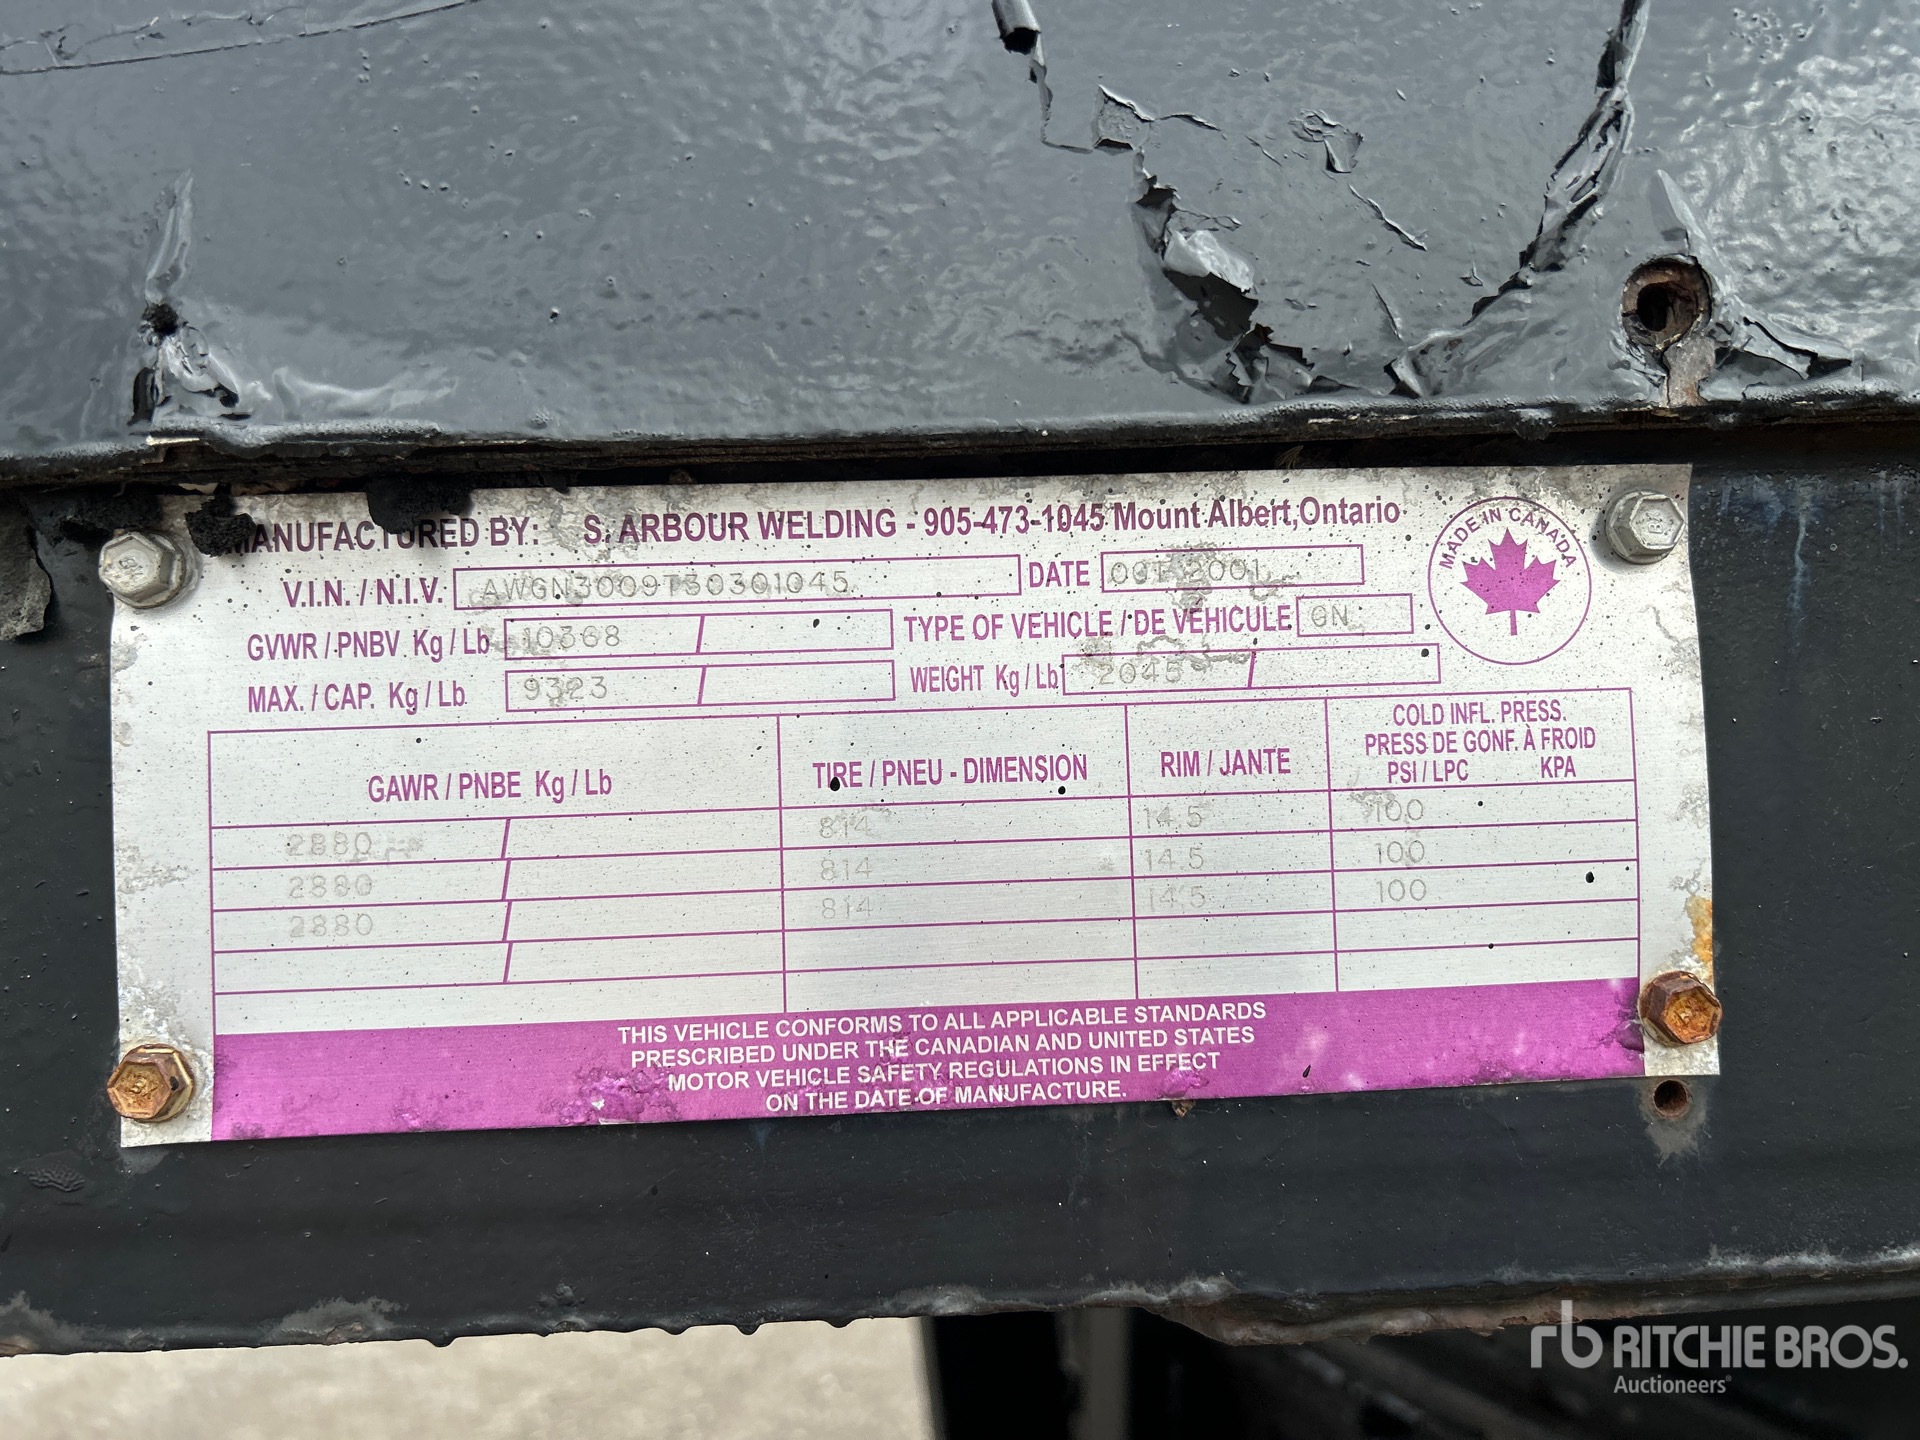 MANUFACTURED BY: S. ARBOUR WELDING - 905-473-1045 Mount Albert, Ontario
V.I.N. / N.I.V. AWGN3009T30301045 DATE OCT 2001
GVWR / PNBV Kg / Lb 10368 / TYPE OF VEHICLE / DE VEHICULE GN
MAX. / CAP. Kg / Lb 9323 / WEIGHT Kg / Lb 2045 /
MADE IN CANADA
GAWR / PNBE Kg / Lb TIRE / PNEU - DIMENSION RIM / JANTE COLD INFL. PRESS.
PRESS DE GONF. À FROID
PSI / LPC KPA
2880 / 814 14.5 100
2880 / 814 14.5 100
2880 / 814 14.5 100
THIS VEHICLE CONFORMS TO ALL APPLICABLE STANDARDS
PRESCRIBED UNDER THE CANADIAN AND UNITED STATES
MOTOR VEHICLE SAFETY REGULATIONS IN EFFECT
ON THE DATE OF MANUFACTURE.
rb RITCHIE BROS.
Auctioneers